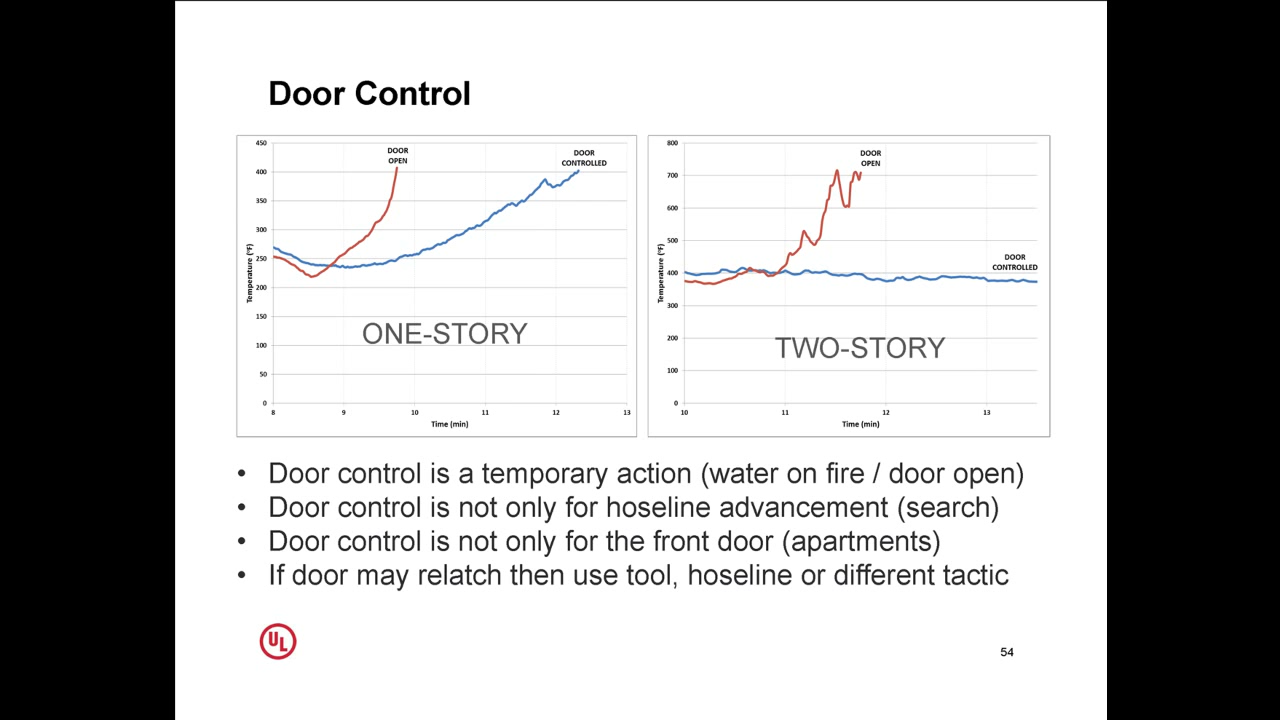 Door Control
450
400
350
300
250
200
150
100
50
0
Temperature (°F)
DOOR
OPEN
DOOR
CONTROLLED
ONE-STORY
8 9 10 11 12 13
Time (min)
800
700
600
500
400
300
200
100
0
Temperature (°F)
DOOR
OPEN
DOOR
CONTROLLED
TWO-STORY
10 11 12 13
Time (min)
• Door control is a temporary action (water on fire / door open)
• Door control is not only for hoseline advancement (search)
• Door control is not only for the front door (apartments)
• If door may relatch then use tool, hoseline or different tactic
UL
54